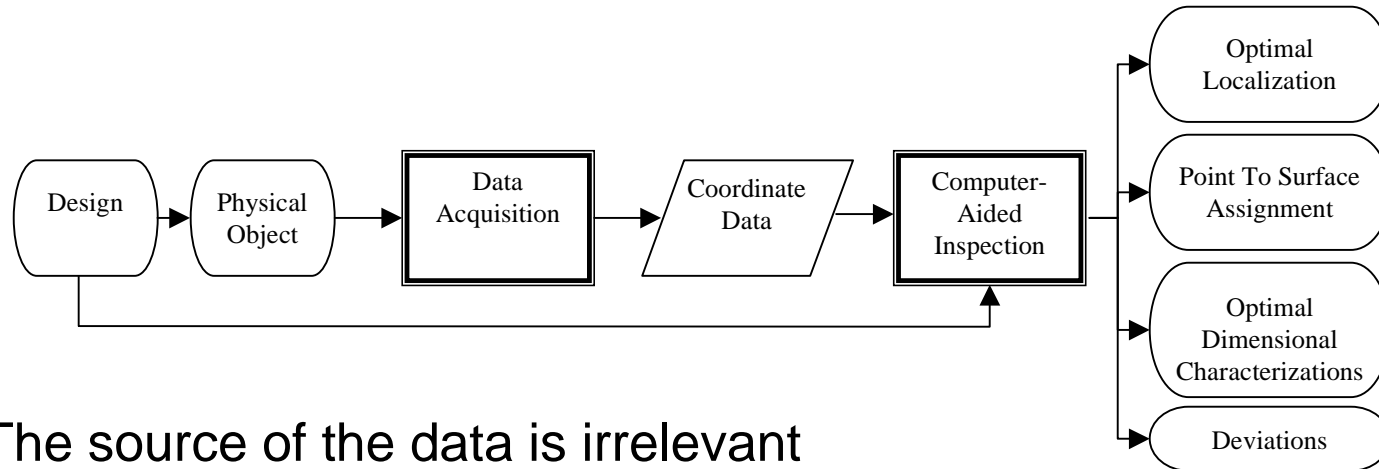 Design
Physical
Object
Data
Acquisition
Coordinate
Data
Computer-
Aided
Inspection
Optimal
Localization
Point To Surface
Assignment
Optimal
Dimensional
Characterizations
Deviations
The source of the data is irrelevant